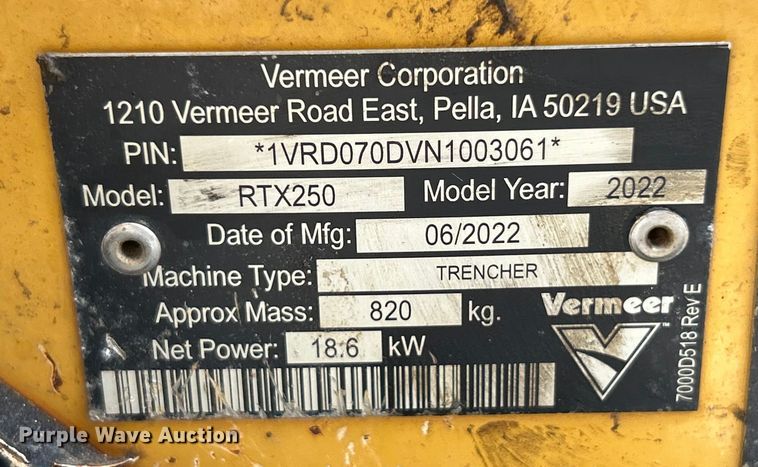 Vermeer Corporation
1210 Vermeer Road East, Pella, IA 50219 USA
PIN: *1VRD070DVN1003061*
Model: RTX250 Model Year: 2022
Date of Mfg: 06/2022
Machine Type: TRENCHER
Approx Mass: 820 kg.
Net Power: 18.6 kW
Vermeer
7000D518 Rev E
Purple Wave Auction